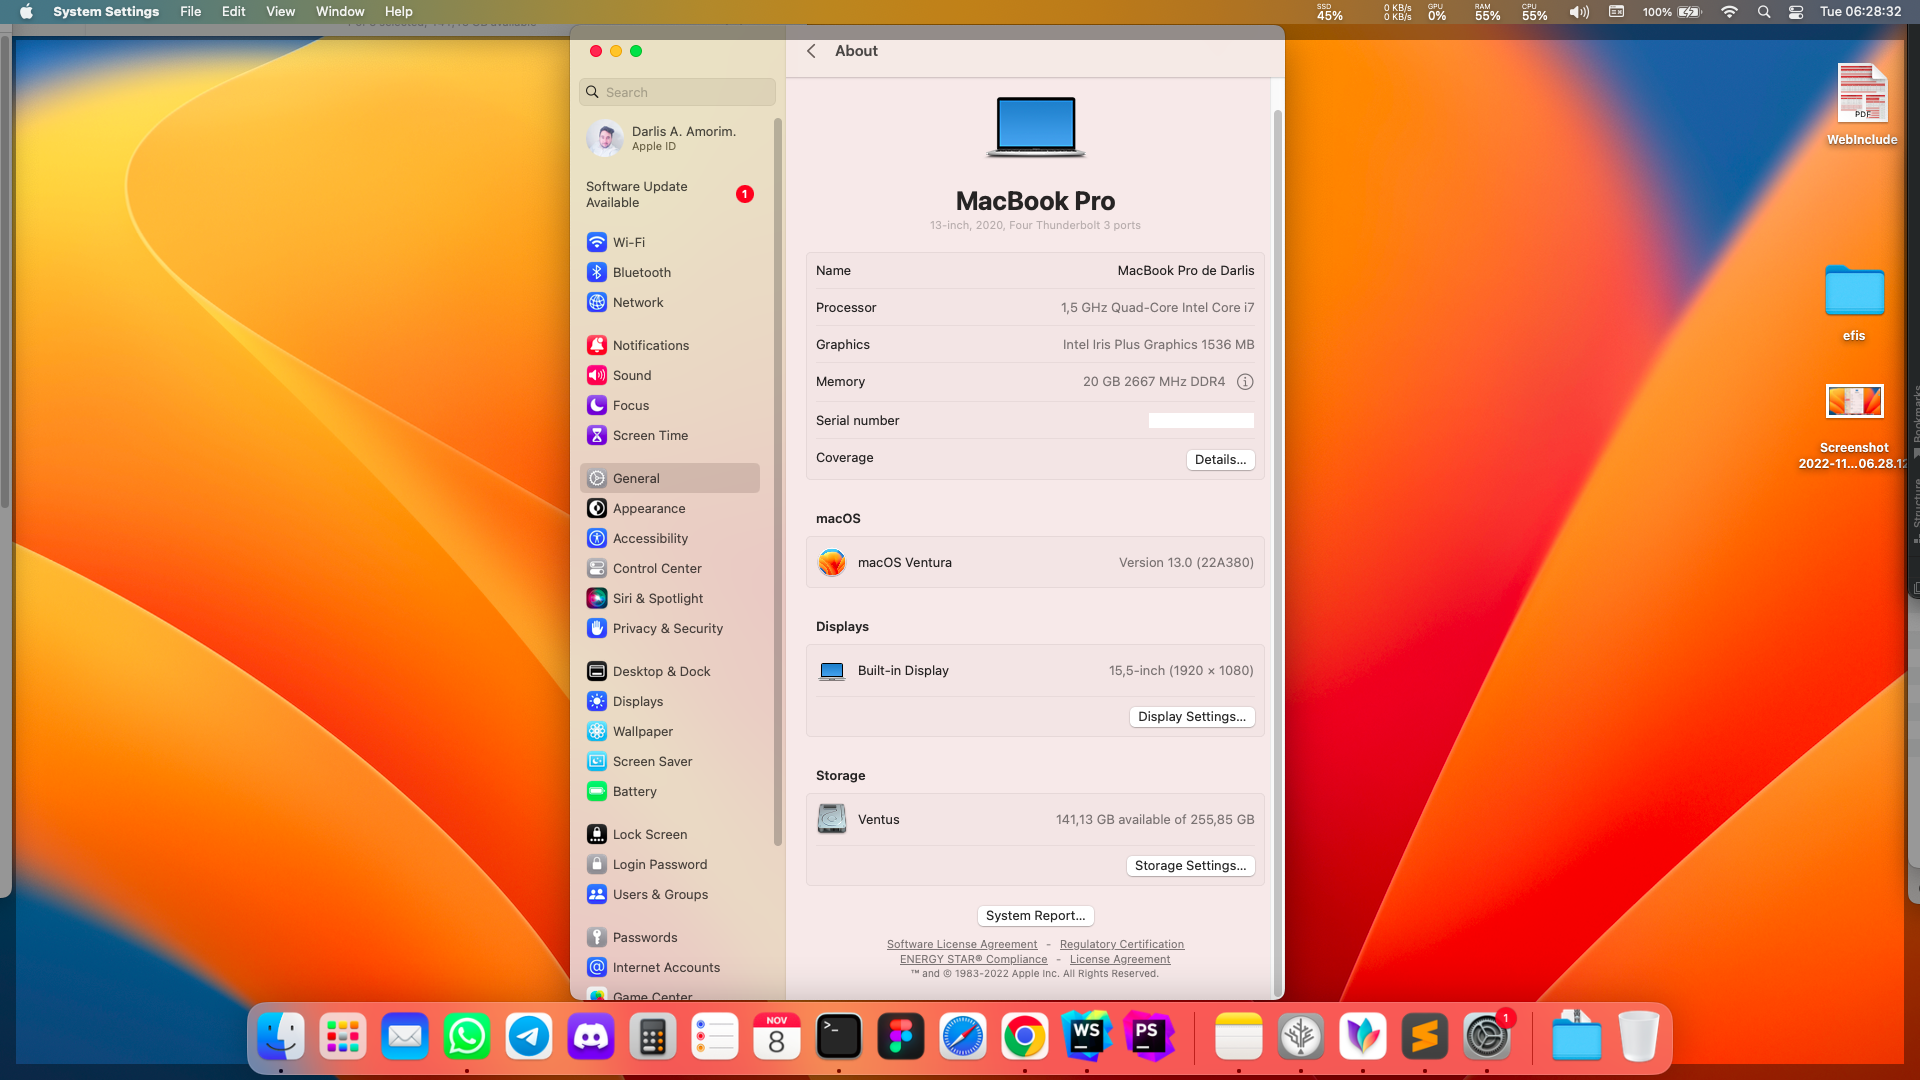 System Settings File Edit View Window Help
SSD 45% 0 KB/s 0 KB/s GPU 0% RAM 55% CPU 55% 100% Tue 06:28:32
About
Search
Darlis A. Amorim.
Apple ID
Software Update
Available
1
Wi-Fi
Bluetooth
Network
Notifications
Sound
Focus
Screen Time
General
Appearance
Accessibility
Control Center
Siri & Spotlight
Privacy & Security
Desktop & Dock
Displays
Wallpaper
Screen Saver
Battery
Lock Screen
Login Password
Users & Groups
Passwords
Internet Accounts
Game Center
MacBook Pro
13-inch, 2020, Four Thunderbolt 3 ports
Name MacBook Pro de Darlis
Processor 1,5 GHz Quad-Core Intel Core i7
Graphics Intel Iris Plus Graphics 1536 MB
Memory 20 GB 2667 MHz DDR4
Serial number
Coverage Details...
macOS
macOS Ventura Version 13.0 (22A380)
Displays
Built-in Display 15,5-inch (1920 × 1080)
Display Settings...
Storage
Ventus 141,13 GB available of 255,85 GB
Storage Settings...
System Report...
Software License Agreement - Regulatory Certification
ENERGY STAR® Compliance - License Agreement
™ and © 1983-2022 Apple Inc. All Rights Reserved.
PDF
WebInclude
efis
Screenshot
2022-11...06.28.12
Bookmarks
Structure
NOV
8
>_
WS
PS
1